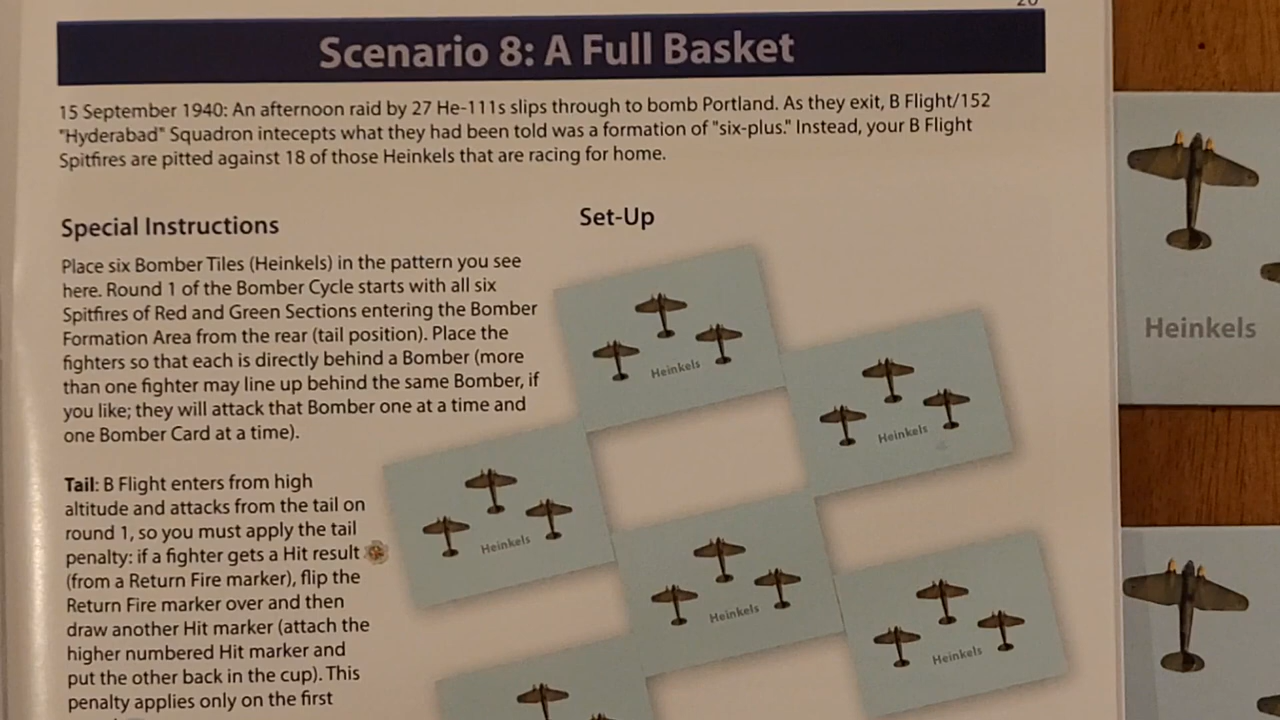 Scenario 8: A Full Basket
15 September 1940: An afternoon raid by 27 He-111s slips through to bomb Portland. As they exit, B Flight/152
"Hyderabad" Squadron intecepts what they had been told was a formation of "six-plus." Instead, your B Flight
Spitfires are pitted against 18 of those Heinkels that are racing for home.
Special Instructions
Place six Bomber Tiles (Heinkels) in the pattern you see
here. Round 1 of the Bomber Cycle starts with all six
Spitfires of Red and Green Sections entering the Bomber
Formation Area from the rear (tail position). Place the
fighters so that each is directly behind a Bomber (more
than one fighter may line up behind the same Bomber, if
you like; they will attack that Bomber one at a time and
one Bomber Card at a time).
Tail: B Flight enters from high
altitude and attacks from the tail on
round 1, so you must apply the tail
penalty: if a fighter gets a Hit result
(from a Return Fire marker), flip the
Return Fire marker over and then
draw another Hit marker (attach the
higher numbered Hit marker and
put the other back in the cup). This
penalty applies only on the first
Set-Up
Heinkels
Heinkels
Heinkels
Heinkels
Heinkels
Heinkels